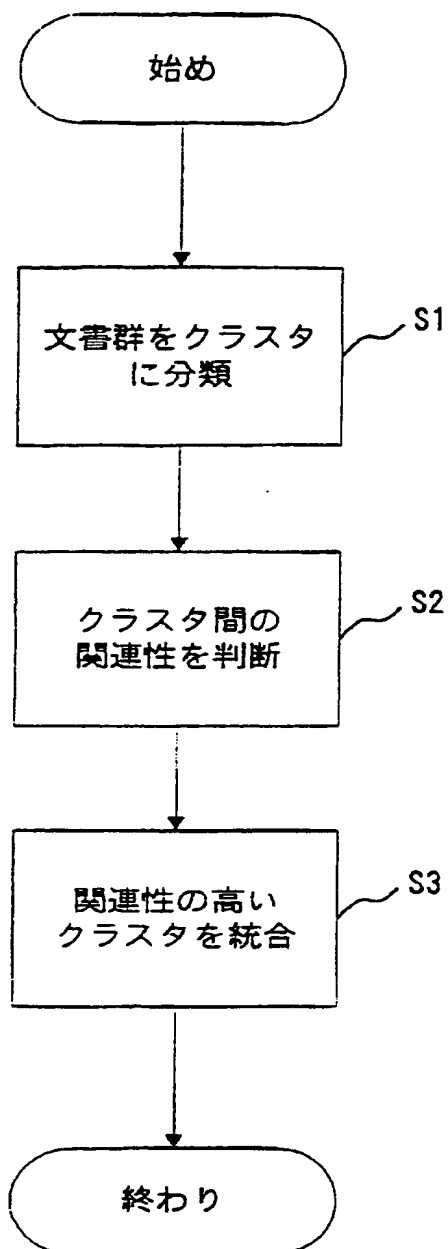 始め
文書群をクラスタ
に分類
S1
クラスタ間の
関連性を判断
S2
関連性の高い
クラスタを統合
S3
終わり